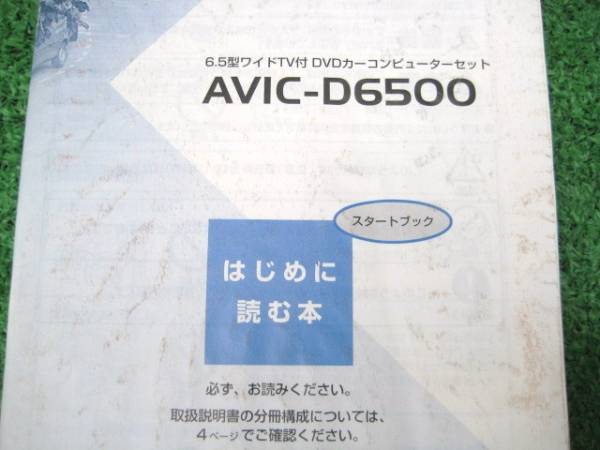 6.5型ワイドTV付 DVDカーコンピューターセット
AVIC-D6500
スタートブック
はじめに
読む本
必ず、お読みください。
取扱説明書の分冊構成については、
4ページでご確認ください。